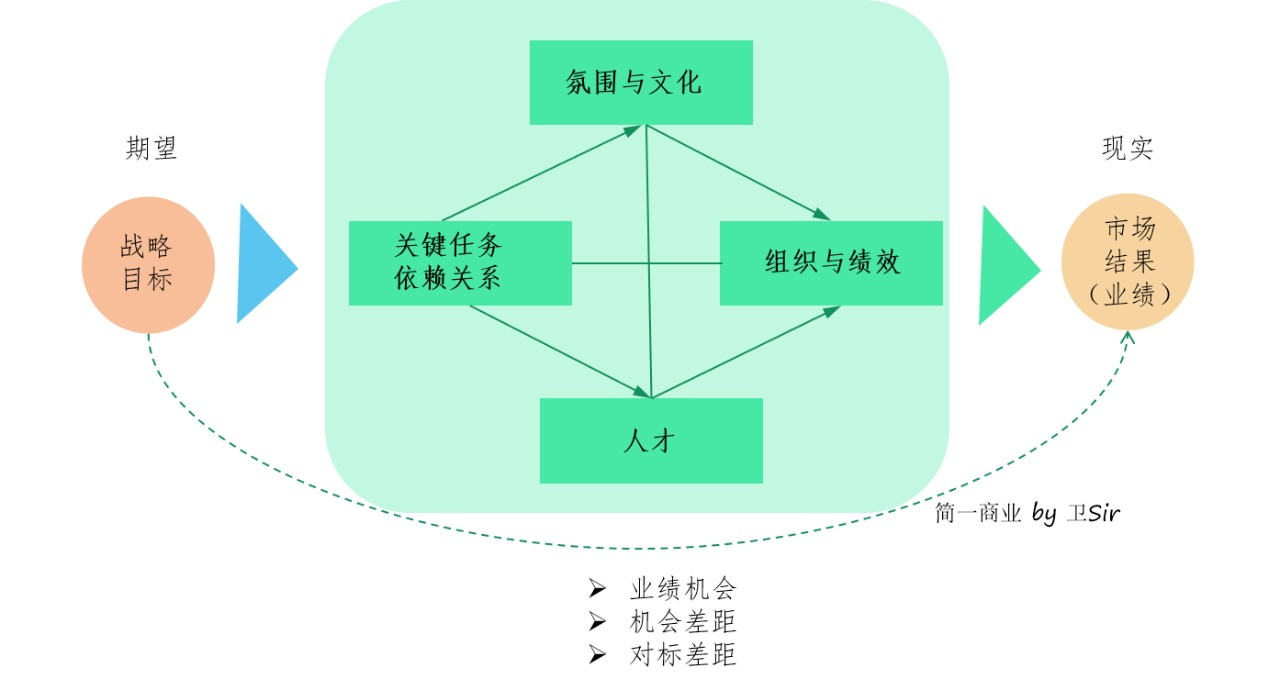 氛围与文化
期望
现实
战略
目标
关键任务
依赖关系
组织与绩效
市场
结果
（业绩）
人才
简一商业 by 卫Sir
➢ 业绩机会
➢ 机会差距
➢ 对标差距